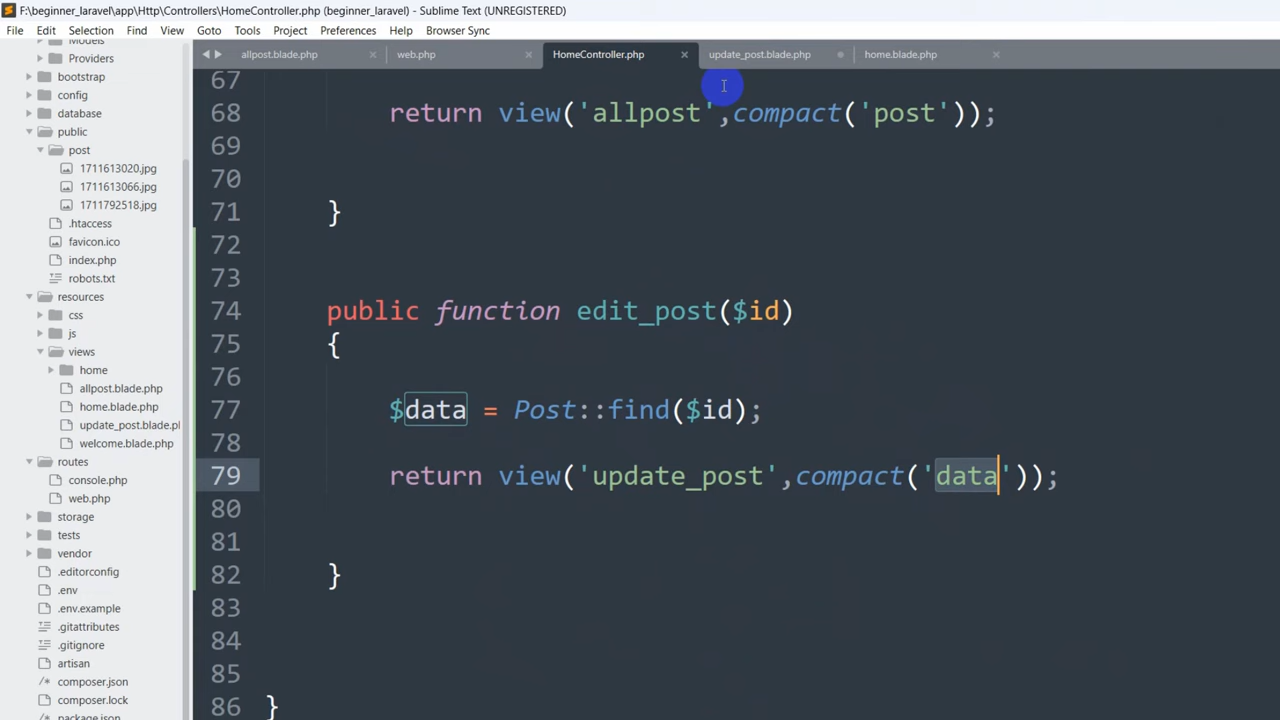 F:\beginner_laravel\app\Http\Controllers\HomeController.php (beginner_laravel) - Sublime Text (UNREGISTERED)
File Edit Selection Find View Goto Tools Project Preferences Help Browser Sync
allpost.blade.php × web.php × HomeController.php × update_post.blade.php home.blade.php ×
Models
Providers
bootstrap
config
database
public
post
1711613020.jpg
1711613066.jpg
1711792518.jpg
.htaccess
favicon.ico
index.php
robots.txt
resources
css
js
views
home
allpost.blade.php
home.blade.php
update_post.blade.pl
welcome.blade.php
routes
console.php
web.php
storage
tests
vendor
.editorconfig
.env
.env.example
.gitattributes
.gitignore
artisan
composer.json
composer.lock
package.json
67
68 return view('allpost',compact('post'));
69
70
71 }
72
73
74 public function edit_post($id)
75 {
76
77 $data = Post::find($id);
78
79 return view('update_post',compact('data'));
80
81
82 }
83
84
85
86 }